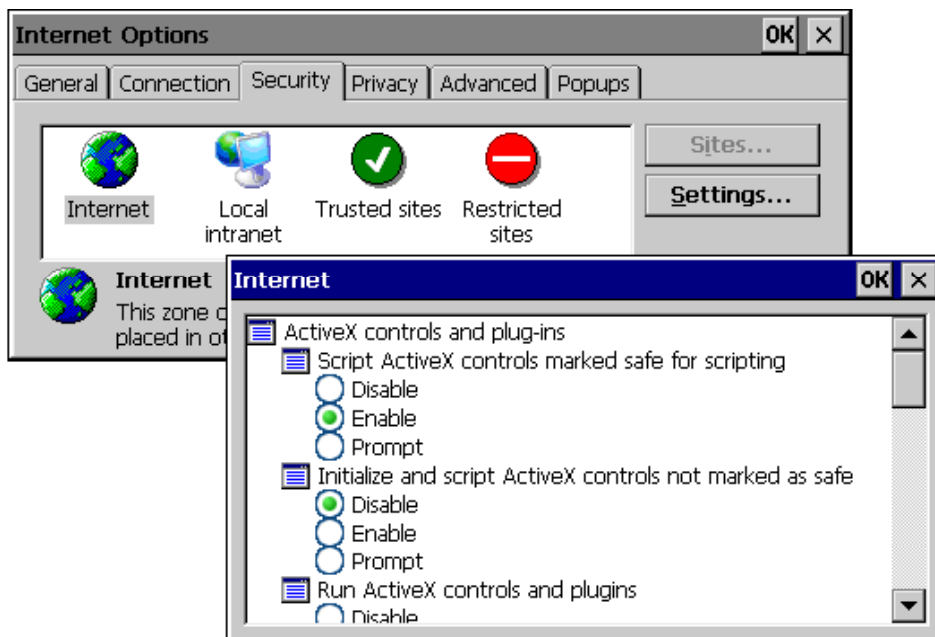 Internet Options OK
General Connection Security Privacy Advanced Popups
Sites...
Settings...
Internet
Local intranet
Trusted sites
Restricted sites
Internet
This zone
placed in
Internet OK
ActiveX controls and plug-ins
Script ActiveX controls marked safe for scripting
Disable
Enable
Prompt
Initialize and script ActiveX controls not marked as safe
Disable
Enable
Prompt
Run ActiveX controls and plugins
Disable